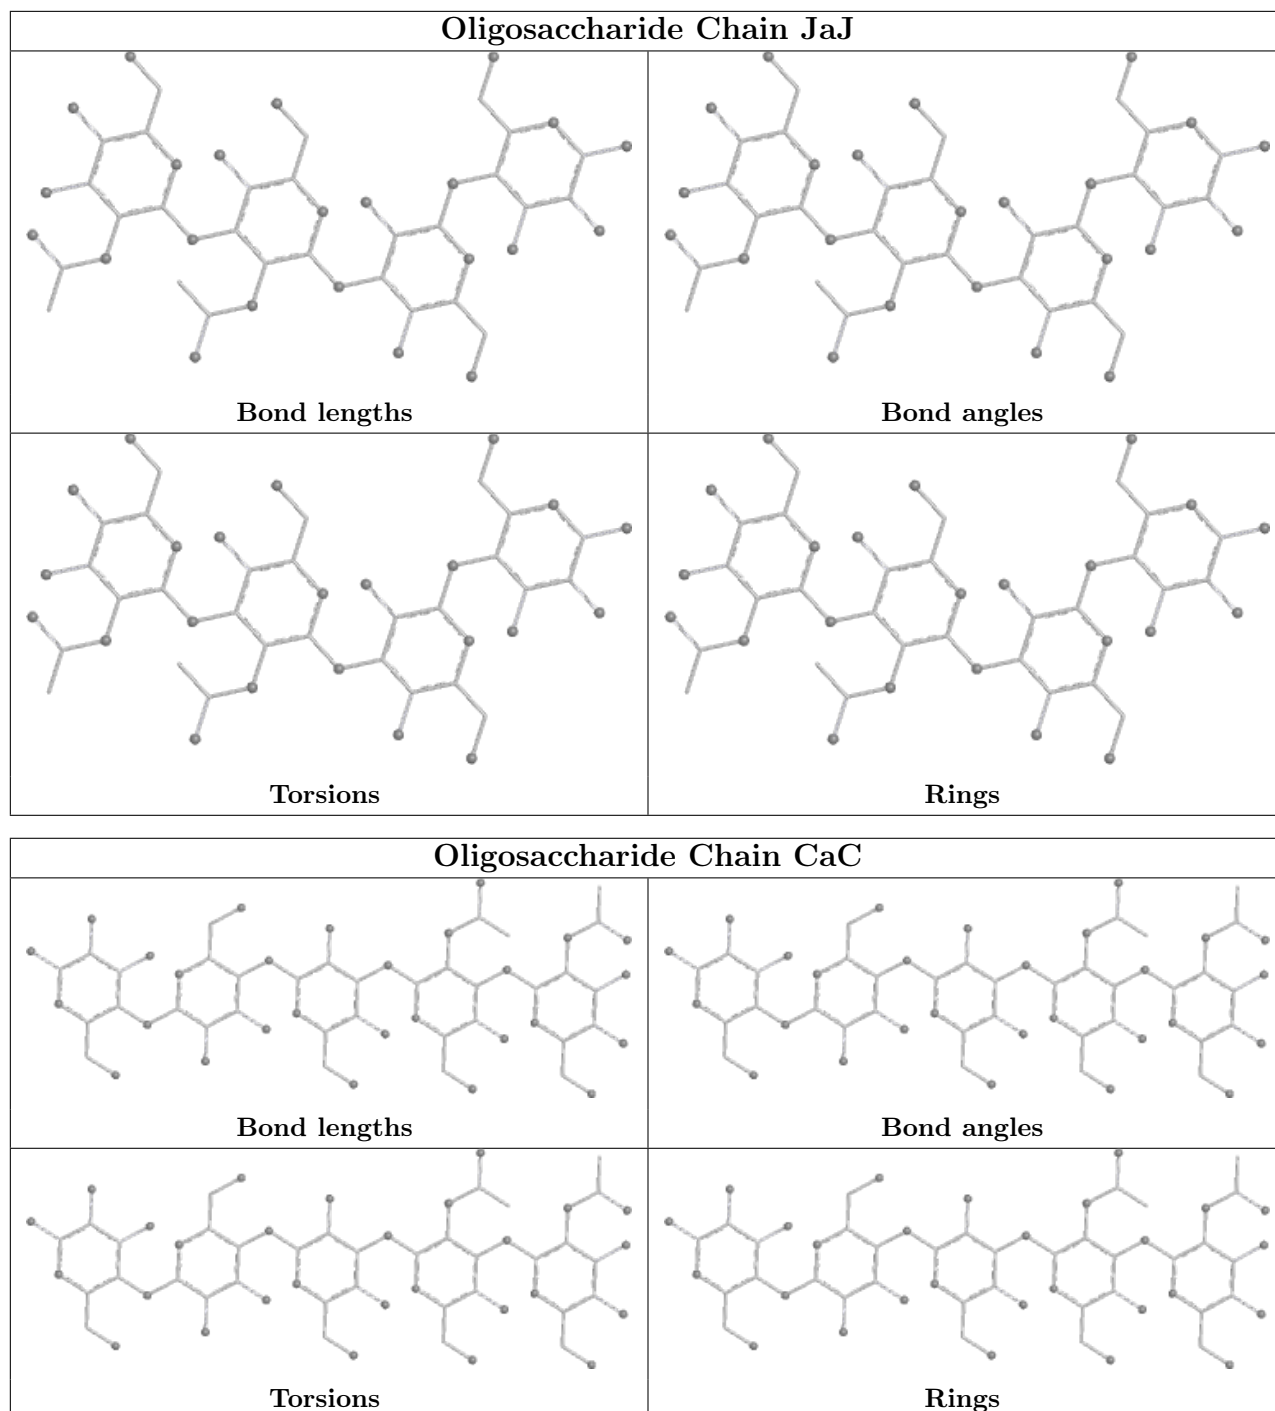 Oligosaccharide Chain JaJ
Bond lengths
Bond angles
Torsions
Rings
Oligosaccharide Chain CaC
Bond lengths
Bond angles
Torsions
Rings